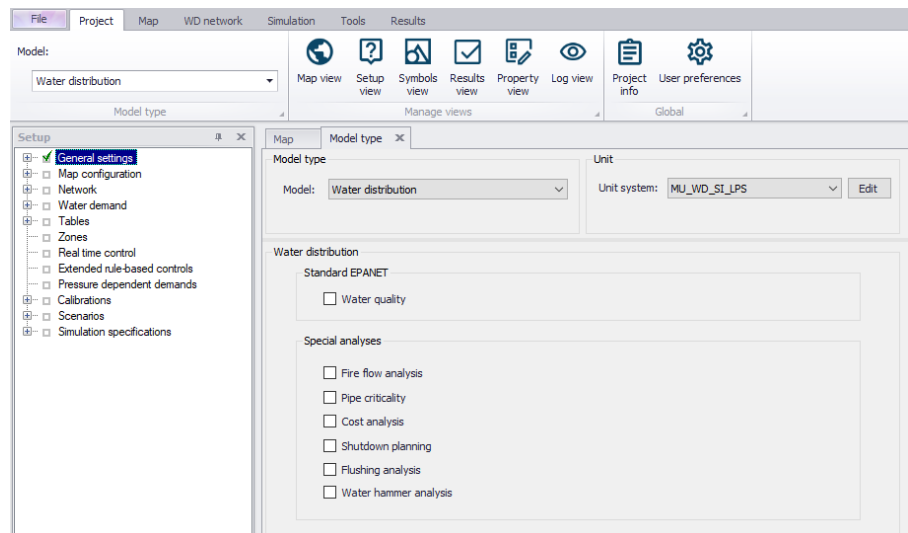 File Project Map WD network Simulation Tools Results
Model:
Water distribution
Model type
Map view Setup view Symbols view Results view Property view Log view
Manage views
Project info User preferences
Global
Setup
General settings
Map configuration
Network
Water demand
Tables
Zones
Real time control
Extended rule-based controls
Pressure dependent demands
Calibrations
Scenarios
Simulation specifications
Map Model type
Model type
Model: Water distribution
Unit
Unit system: MU_WD_SI_LPS Edit
Water distribution
Standard EPANET
Water quality
Special analyses
Fire flow analysis
Pipe criticality
Cost analysis
Shutdown planning
Flushing analysis
Water hammer analysis